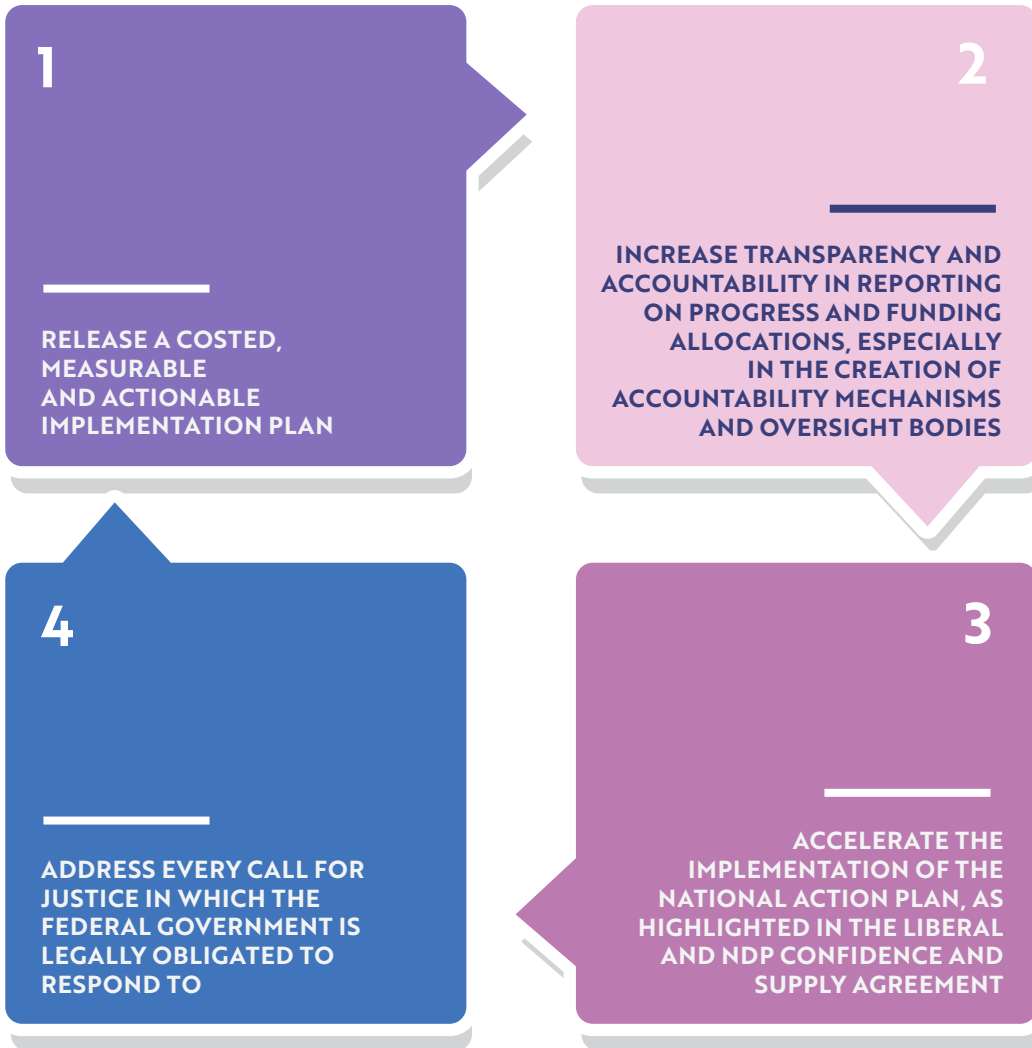 1
RELEASE A COSTED,
MEASURABLE
AND ACTIONABLE
IMPLEMENTATION PLAN
2
INCREASE TRANSPARENCY AND
ACCOUNTABILITY IN REPORTING
ON PROGRESS AND FUNDING
ALLOCATIONS, ESPECIALLY
IN THE CREATION OF
ACCOUNTABILITY MECHANISMS
AND OVERSIGHT BODIES
3
ACCELERATE THE
IMPLEMENTATION OF THE
NATIONAL ACTION PLAN, AS
HIGHLIGHTED IN THE LIBERAL
AND NDP CONFIDENCE AND
SUPPLY AGREEMENT
4
ADDRESS EVERY CALL FOR
JUSTICE IN WHICH THE
FEDERAL GOVERNMENT IS
LEGALLY OBLIGATED TO
RESPOND TO